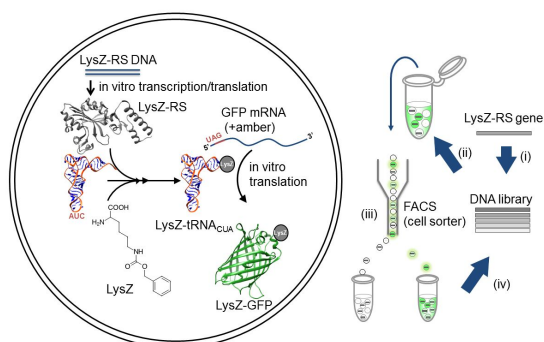 LysZ-RS DNA
in vitro transcription/translation
LysZ-RS
GFP mRNA
(+amber)
UAG
5'
3'
LysZ
in vitro
translation
AUC
LysZ-tRNACUA
COOH
H2N
NH
O
O
LysZ
LysZ
LysZ-GFP
LysZ-RS gene
(i)
(ii)
DNA library
FACS
(cell sorter)
(iii)
(iv)